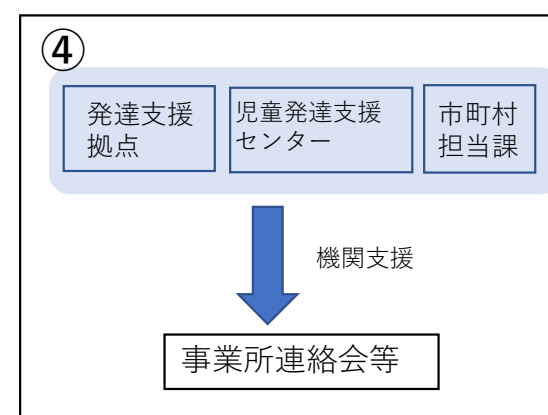 ④
発達支援
拠点
児童発達支援
センター
市町村
担当課
機関支援
事業所連絡会等